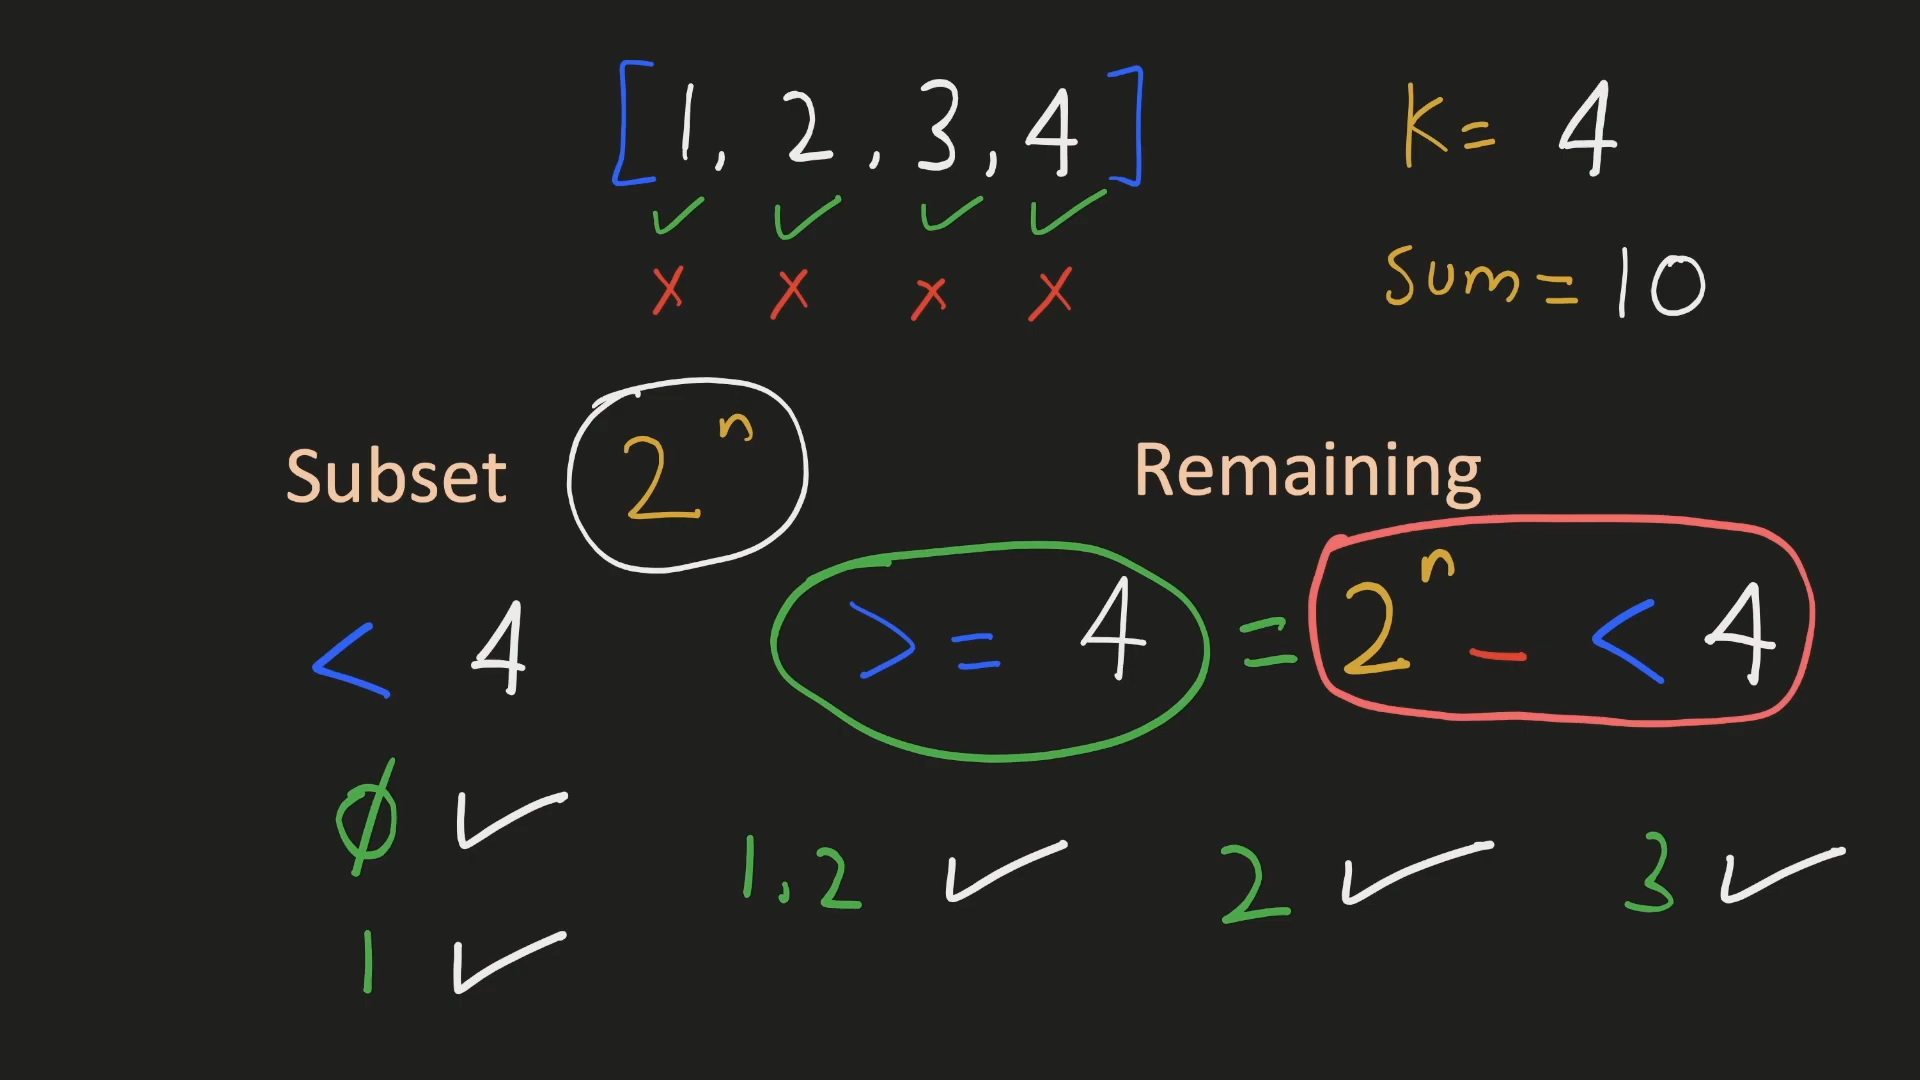 [1, 2, 3, 4] K= 4
✓ ✓ ✓ ✓
x x x x
Sum = 10
Subset 2ⁿ Remaining
< 4 >= 4 = 2ⁿ - < 4
∅ ✓ 1,2 ✓ 2 ✓ 3 ✓
1 ✓